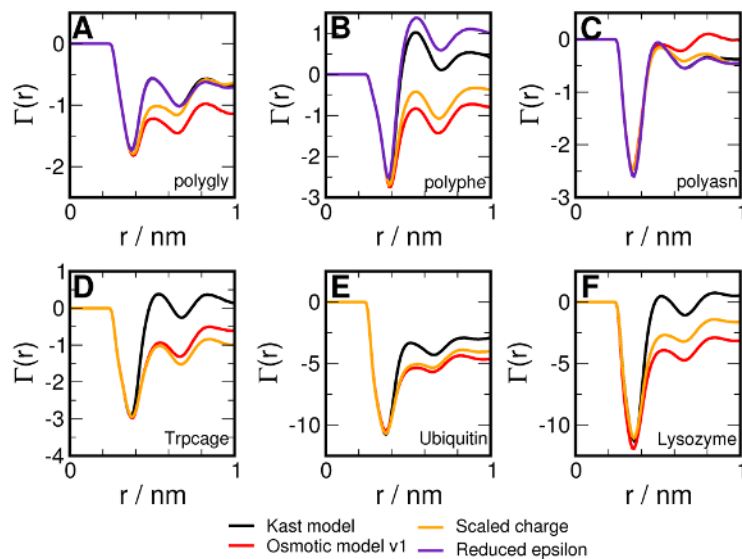 A
B
C
0
-1
-2
Γ(r)
polygly
0
1
r / nm
1
0
-1
-2
-3
Γ(r)
polyphe
0
1
r / nm
0
-1
-2
-3
Γ(r)
polyasn
0
1
r / nm
D
E
F
1
0
-1
-2
-3
-4
Γ(r)
Trpcage
0
1
r / nm
0
-5
-10
Γ(r)
Ubiquitin
0
1
r / nm
0
-5
-10
Γ(r)
Lysozyme
0
1
r / nm
Kast model
Scaled charge
Osmotic model v1
Reduced epsilon